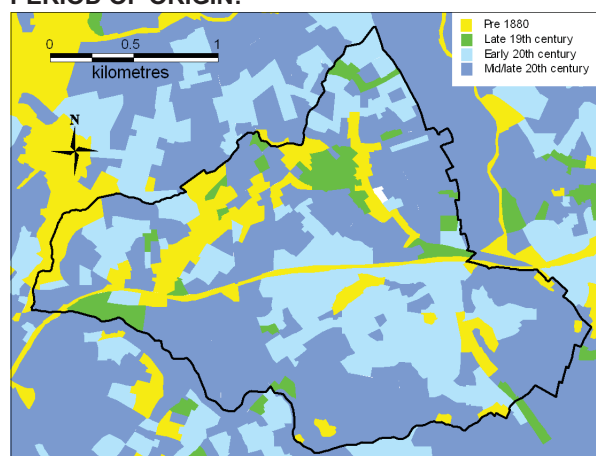 PERIOD OF ORIGIN:
Pre 1880
Late 19th century
Early 20th century
Mid/late 20th century
0 0.5 1
kilometres
N